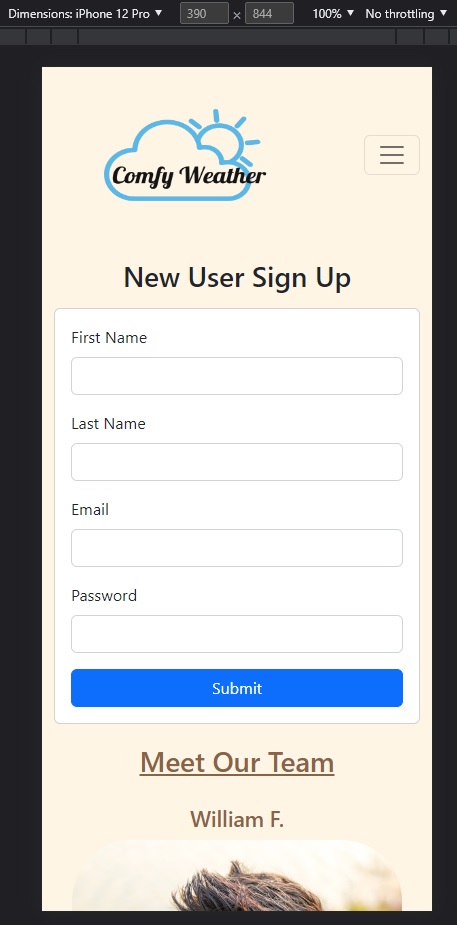 Dimensions: iPhone 12 Pro ▼ 390 × 844 100% ▼ No throttling ▼
Comfy Weather
New User Sign Up
First Name
Last Name
Email
Password
Submit
Meet Our Team
William F.